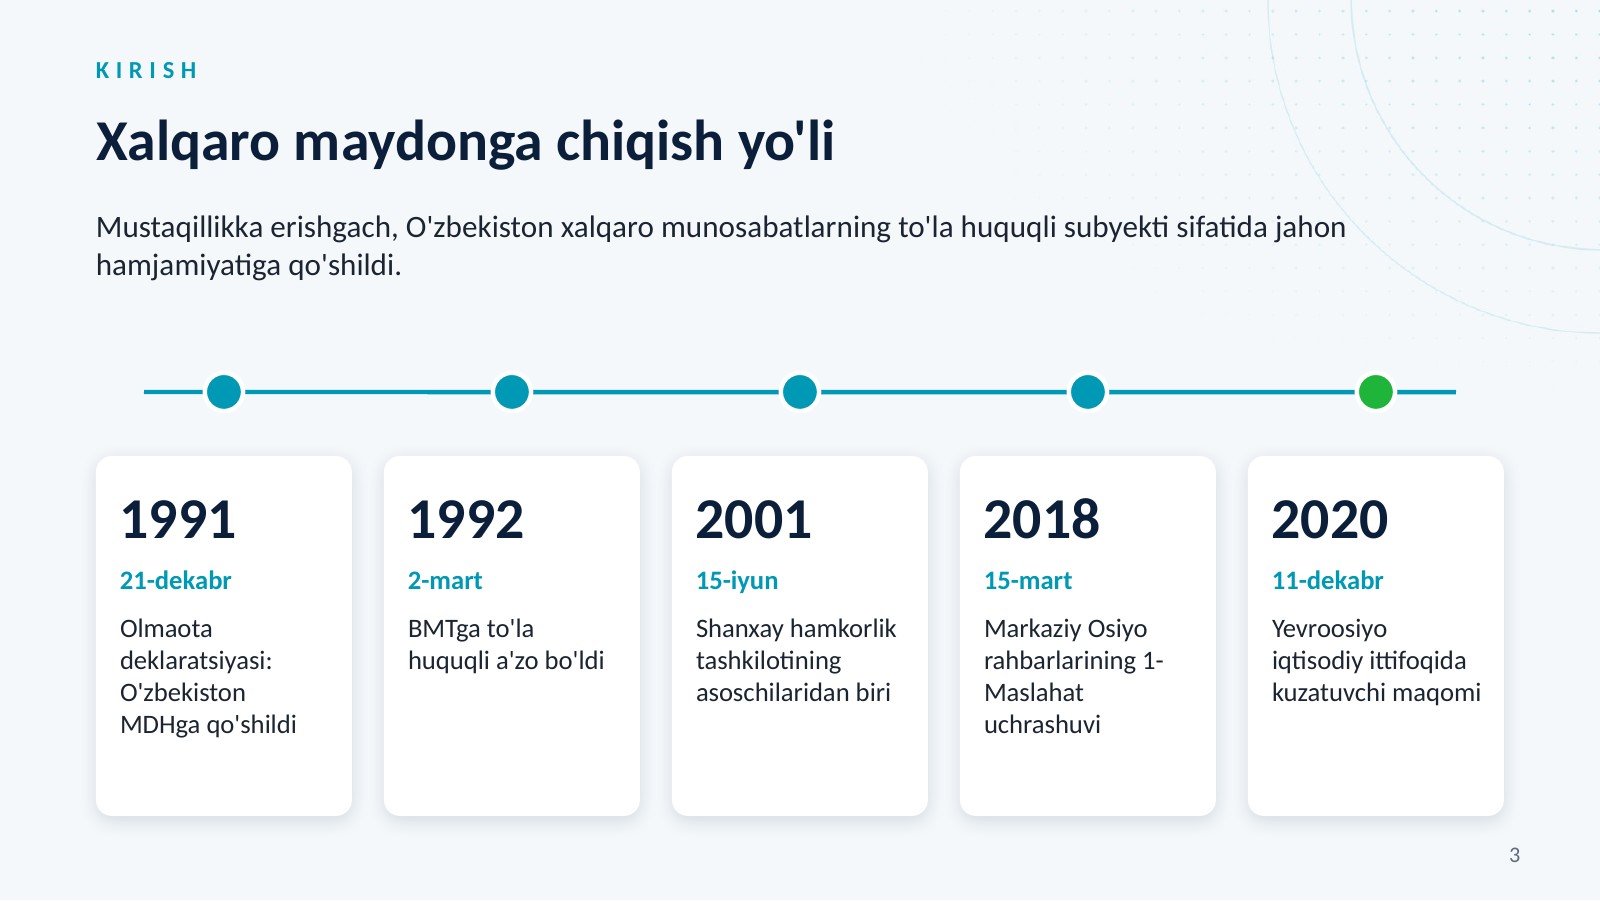 KIRISH
Xalqaro maydonga chiqish yo'li
Mustaqillikka erishgach, O'zbekiston xalqaro munosabatlarning to'la huquqli subyekti sifatida jahon
hamjamiyatiga qo'shildi.
1991
21-dekabr
Olmaota
deklaratsiyasi:
O'zbekiston
MDHga qo'shildi
1992
2-mart
BMTga to'la
huquqli a'zo bo'ldi
2001
15-iyun
Shanxay hamkorlik
tashkilotining
asoschilaridan biri
2018
15-mart
Markaziy Osiyo
rahbarlarining 1-
Maslahat
uchrashuvi
2020
11-dekabr
Yevroosiyo
iqtisodiy ittifoqida
kuzatuvchi maqomi
3